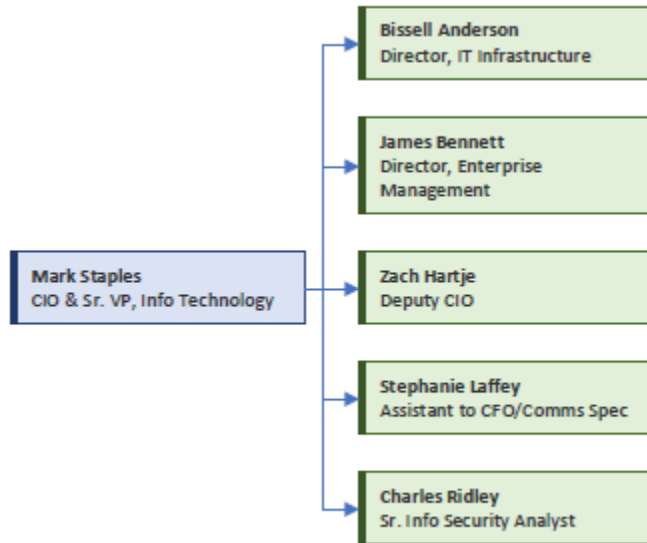 Bissell Anderson
Director, IT Infrastructure
James Bennett
Director, Enterprise
Management
Mark Staples
CIO & Sr. VP, Info Technology
Zach Hartje
Deputy CIO
Stephanie Laffey
Assistant to CFO/Comms Spec
Charles Ridley
Sr. Info Security Analyst